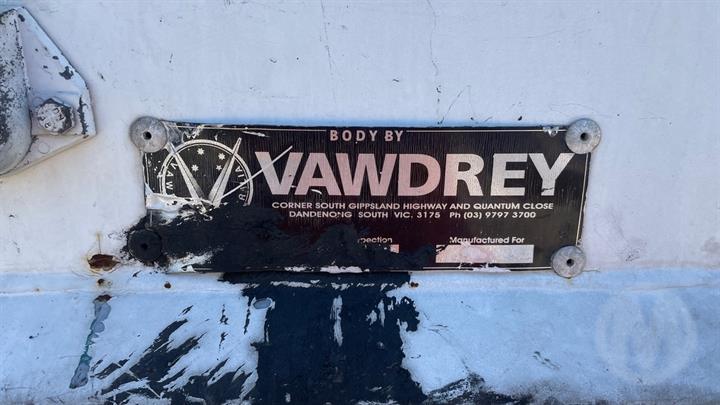 BODY BY
VAWDREY
CORNER SOUTH GIPPSLAND HIGHWAY AND QUANTUM CLOSE
DANDENONG SOUTH VIC. 3175 Ph (03) 9797 3700
Manufactured For